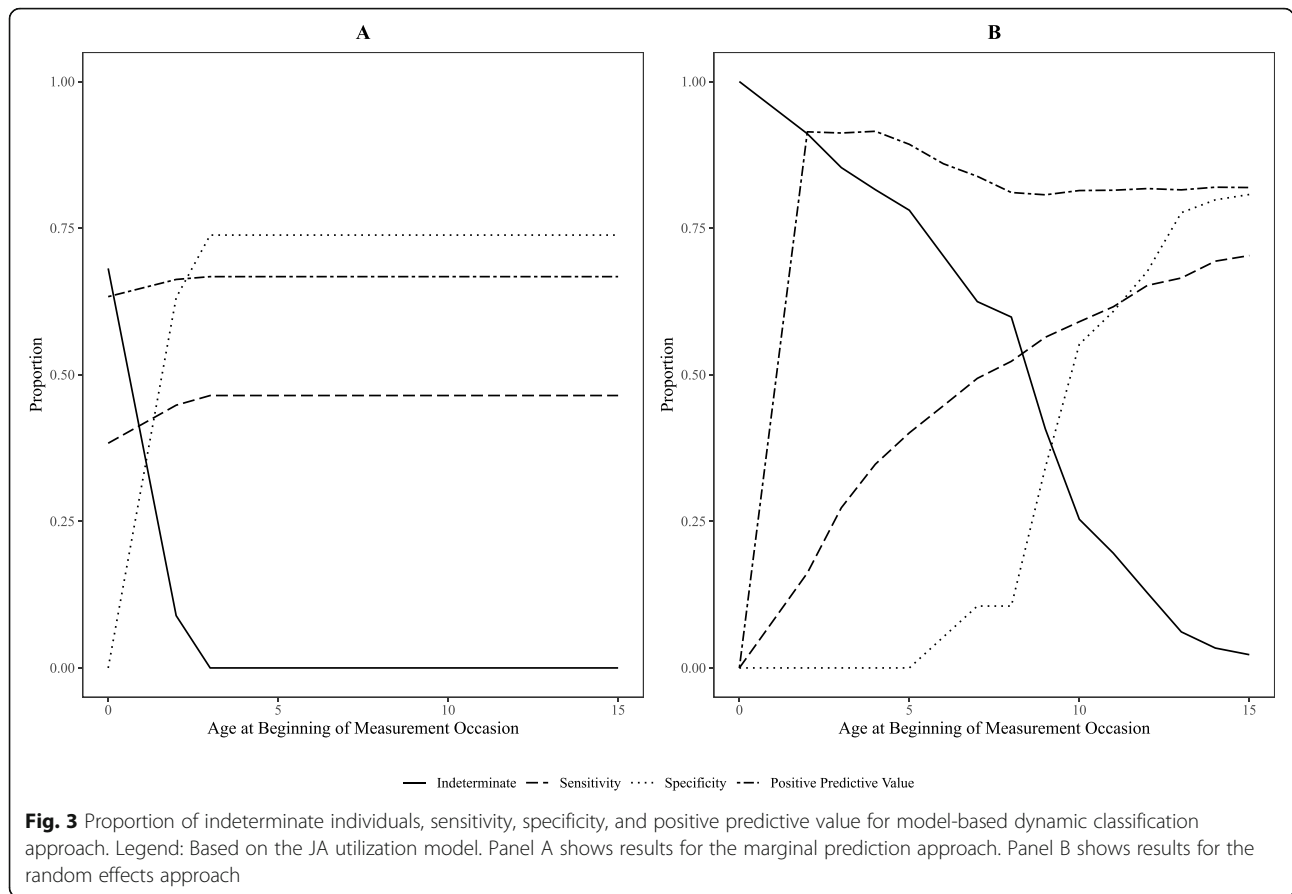 A
1.00
0.75
0.50
0.25
0.00
Proportion
0 5 10 15
Age at Beginning of Measurement Occasion
B
1.00
0.75
0.50
0.25
0.00
Proportion
0 5 10 15
Age at Beginning of Measurement Occasion
Indeterminate Sensitivity Specificity Positive Predictive Value
Fig. 3 Proportion of indeterminate individuals, sensitivity, specificity, and positive predictive value for model-based dynamic classification
approach. Legend: Based on the JA utilization model. Panel A shows results for the marginal prediction approach. Panel B shows results for the
random effects approach